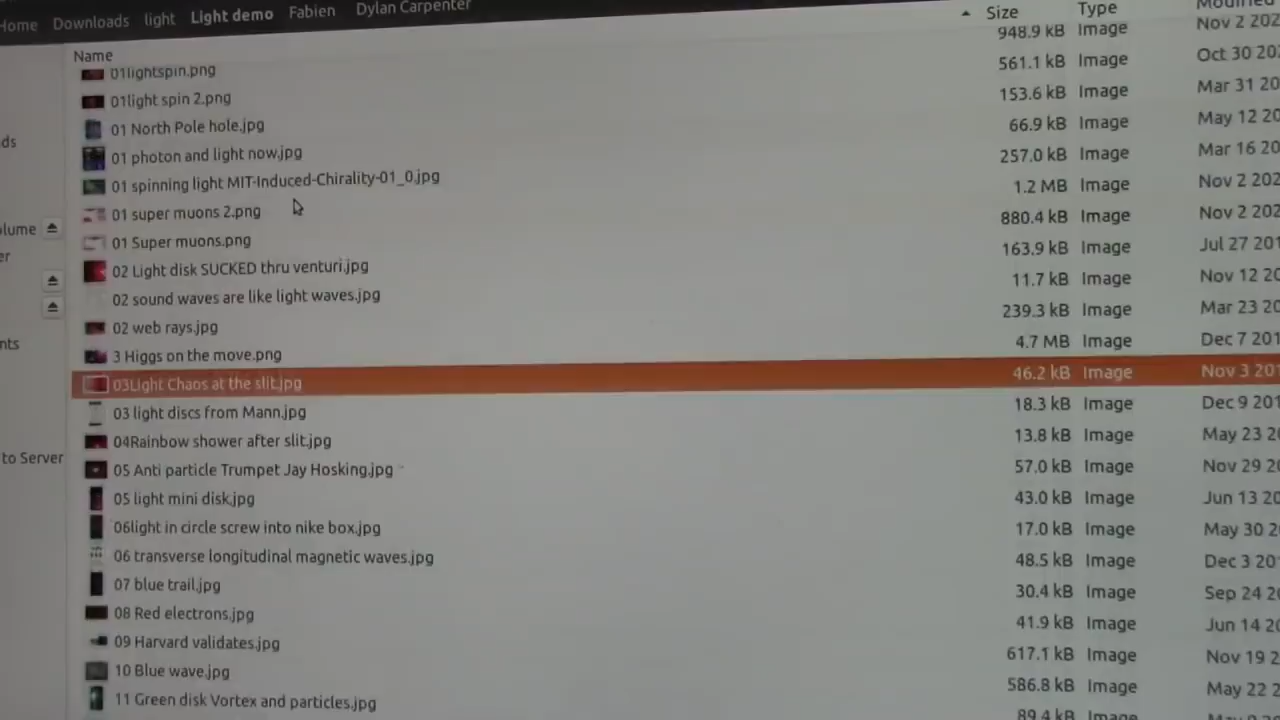 Home Downloads light Light demo Fabien Dylan Carpenter
Name Size Type Modified
948.9 kB Image Nov 2 202
01lightspin.png 561.1 kB Image Oct 30 20
01light spin 2.png 153.6 kB Image Mar 31 20
01 North Pole hole.jpg 66.9 kB Image May 12 20
01 photon and light now.jpg 257.0 kB Image Mar 16 20
01 spinning light MIT-Induced-Chirality-01_0.jpg 1.2 MB Image Nov 2 202
01 super muons 2.png 880.4 kB Image Nov 2 202
01 Super muons.png 163.9 kB Image Jul 27 201
02 Light disk SUCKED thru venturi.jpg 11.7 kB Image Nov 12 20
02 sound waves are like light waves.jpg 239.3 kB Image Mar 23 20
02 web rays.jpg 4.7 MB Image Dec 7 201
3 Higgs on the move.png 46.2 kB Image Nov 3 201
03Light Chaos at the slit.jpg 18.3 kB Image Dec 9 201
03 light discs from Mann.jpg 13.8 kB Image May 23 20
04Rainbow shower after slit.jpg 57.0 kB Image Nov 29 20
05 Anti particle Trumpet Jay Hosking.jpg 43.0 kB Image Jun 13 20
05 light mini disk.jpg 17.0 kB Image May 30 20
06light in circle screw into nike box.jpg 48.5 kB Image Dec 3 20
06 transverse longitudinal magnetic waves.jpg 30.4 kB Image Sep 24 20
07 blue trail.jpg 41.9 kB Image Jun 14 20
08 Red electrons.jpg 617.1 kB Image Nov 19 20
09 Harvard validates.jpg 586.8 kB Image May 22 2
10 Blue wave.jpg 89.4 kB Image
11 Green disk Vortex and particles.jpg
ds
olume
er
nts
to Server